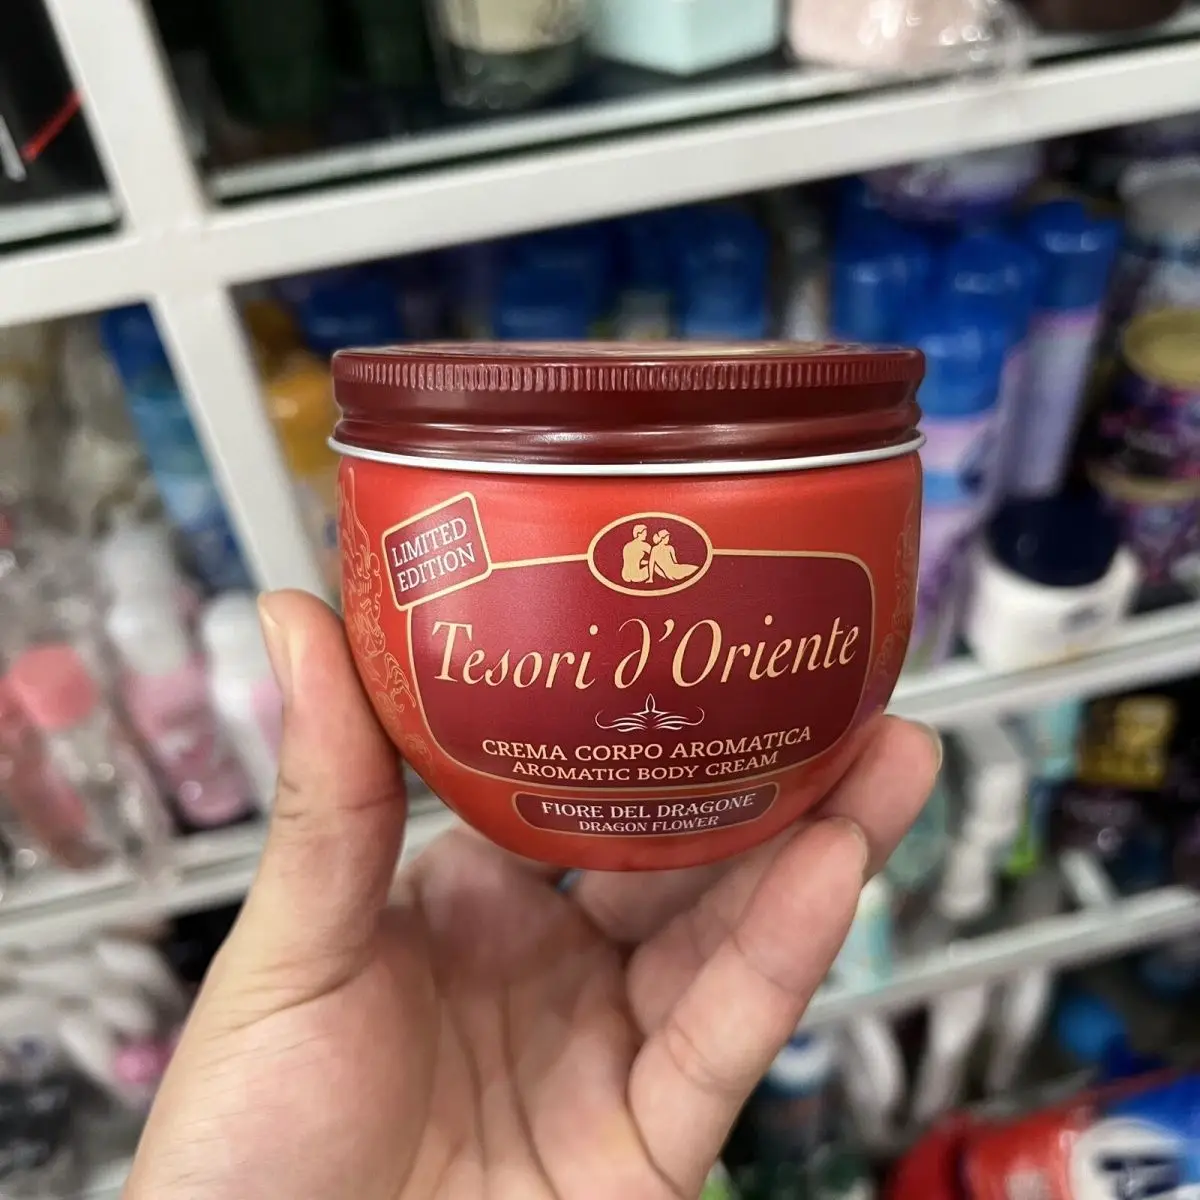 LIMITED
EDITION
Tesori d'Oriente
CREMA CORPO AROMATICA
AROMATIC BODY CREAM
FIORE DEL DRAGONE
DRAGON FLOWER